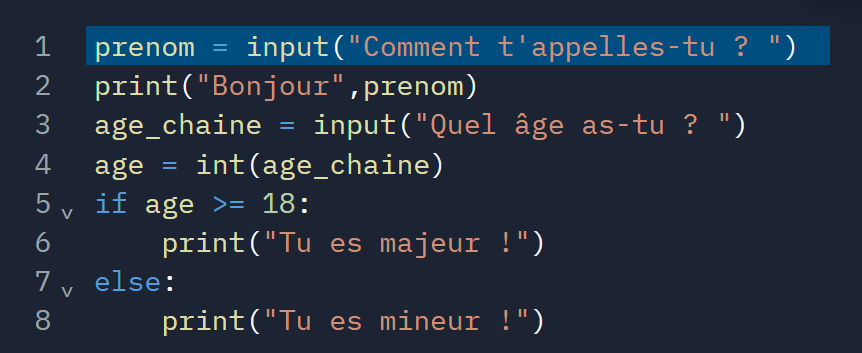 1 prenom = input("Comment t'appelles-tu ? ")
2 print("Bonjour",prenom)
3 age_chaine = input("Quel âge as-tu ? ")
4 age = int(age_chaine)
5 if age >= 18:
6     print("Tu es majeur !")
7 else:
8     print("Tu es mineur !")